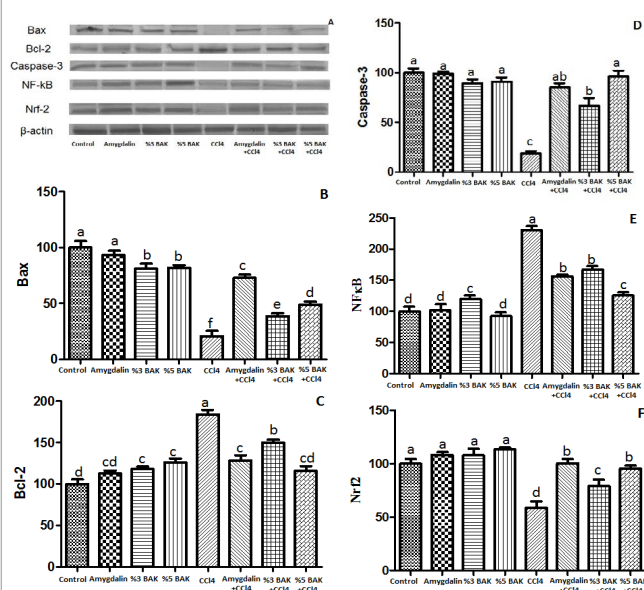 A
Bax
Bcl-2
Caspase-3
NF-kB
Nrf-2
β-actin
Control Amygdalin %3 BAK %5 BAK CCl4 Amygdalin +CCl4 %3 BAK +CCl4 %5 BAK +CCl4
B
Bax
150
100
50
0
a a b b f c e d
Control Amygdalin %3 BAK %5 BAK CCl4 Amygdalin +CCl4 %3 BAK +CCl4 %5 BAK +CCl4
C
Bcl-2
200
150
100
50
0
d cd c c a c b cd
Control Amygdalin %3 BAK %5 BAK CCl4 Amygdalin +CCl4 %3 BAK +CCl4 %5 BAK +CCl4
D
Caspase-3
150
100
50
0
a a a a c ab b a
Control Amygdalin %3 BAK %5 BAK CCl4 Amygdalin +CCl4 %3 BAK +CCl4 %5 BAK +CCl4
E
NFκB
250
200
150
100
50
0
d d c d a b b c
Control Amygdalin %3 BAK %5 BAK CCl4 Amygdalin +CCl4 %3 BAK +CCl4 %5 BAK +CCl4
F
Nrf2
150
100
50
0
a a a a d b c b
Control Amygdalin %3 BAK %5 BAK CCl4 Amygdalin +CCl4 %3 BAK +CCl4 %5 BAK +CCl4